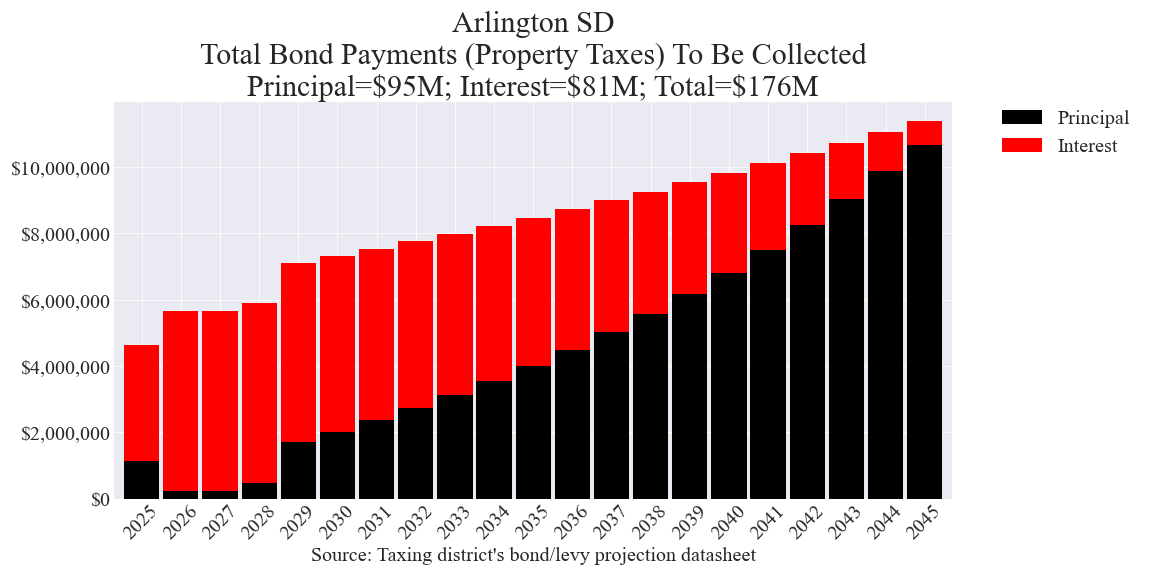 Arlington SD
Total Bond Payments (Property Taxes) To Be Collected
Principal=$95M; Interest=$81M; Total=$176M
Principal
Interest
$10,000,000
$8,000,000
$6,000,000
$4,000,000
$2,000,000
$0
2025 2026 2027 2028 2029 2030 2031 2032 2033 2034 2035 2036 2037 2038 2039 2040 2041 2042 2043 2044 2045
Source: Taxing district's bond/levy projection datasheet